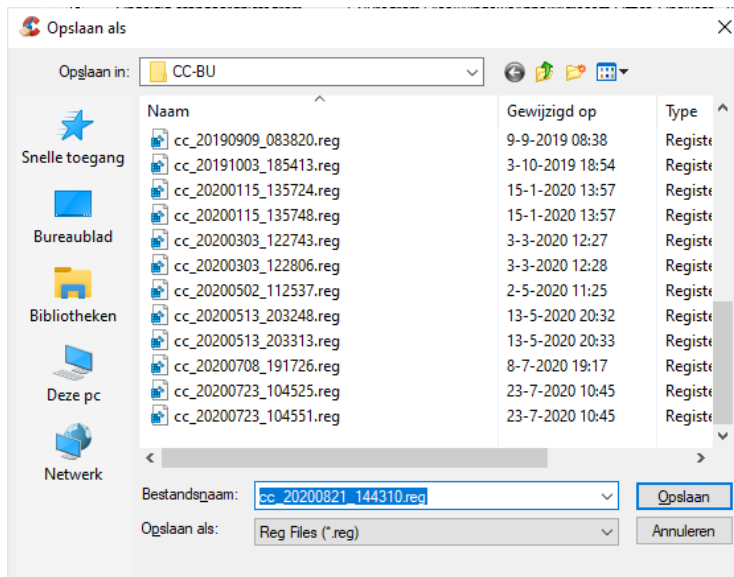 Opslaan als
Opslaan in:
CC-BU
Naam
Gewijzigd op
Type
cc_20190909_083820.reg 9-9-2019 08:38 Registe
cc_20191003_185413.reg 3-10-2019 18:54 Registe
cc_20200115_135724.reg 15-1-2020 13:57 Registe
cc_20200115_135748.reg 15-1-2020 13:57 Registe
cc_20200303_122743.reg 3-3-2020 12:27 Registe
cc_20200303_122806.reg 3-3-2020 12:28 Registe
cc_20200502_112537.reg 2-5-2020 11:25 Registe
cc_20200513_203248.reg 13-5-2020 20:32 Registe
cc_20200513_203313.reg 13-5-2020 20:33 Registe
cc_20200708_191726.reg 8-7-2020 19:17 Registe
cc_20200723_104525.reg 23-7-2020 10:45 Registe
cc_20200723_104551.reg 23-7-2020 10:45 Registe
Snelle toegang
Bureaublad
Bibliotheken
Deze pc
Netwerk
Bestandsnaam:
cc_20200821_144310.reg
Opslaan
Opslaan als:
Reg Files (*.reg)
Annuleren